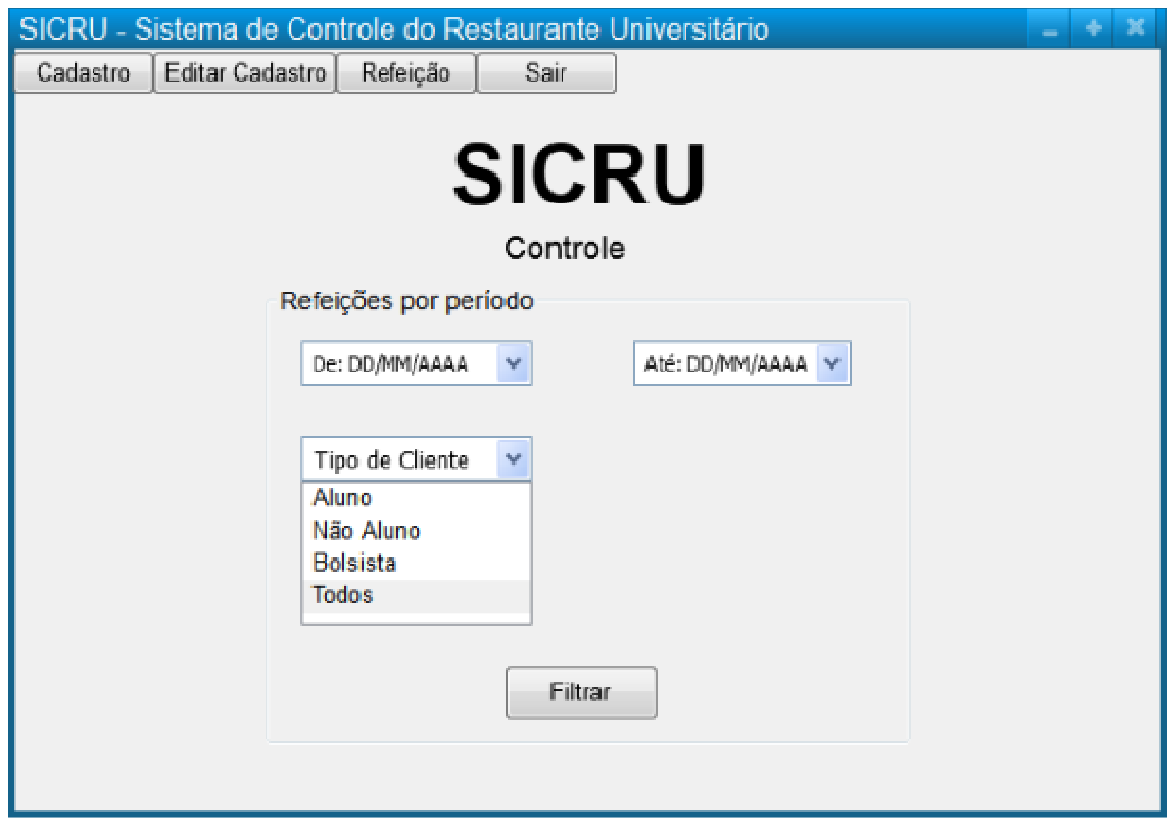 SICRU - Sistema de Controle do Restaurante Universitário
Cadastro Editar Cadastro Refeição Sair
SICRU
Controle
Refeições por período
De: DD/MM/AAAA Até: DD/MM/AAAA
Tipo de Cliente
Aluno
Não Aluno
Bolsista
Todos
Filtrar